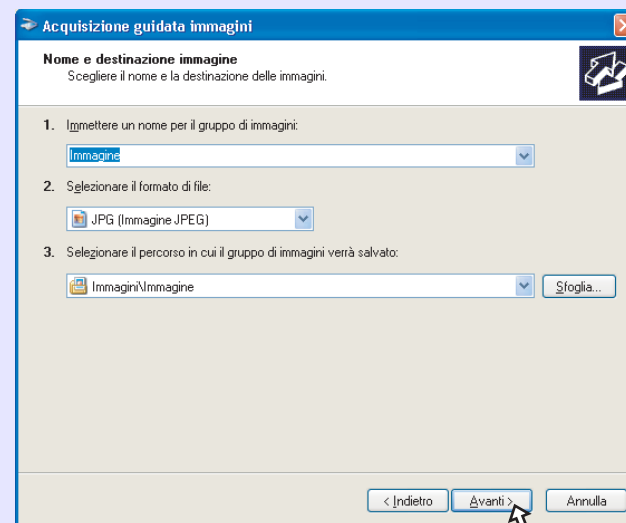 Acquisizione guidata immagini
Nome e destinazione immagine
Scegliere il nome e la destinazione delle immagini.
1. Immettere un nome per il gruppo di immagini:
Immagine
2. Selezionare il formato di file:
JPG (Immagine JPEG)
3. Selezionare il percorso in cui il gruppo di immagini verrà salvato:
Immagini\Immagine
Sfoglia...
< Indietro Avanti > Annulla